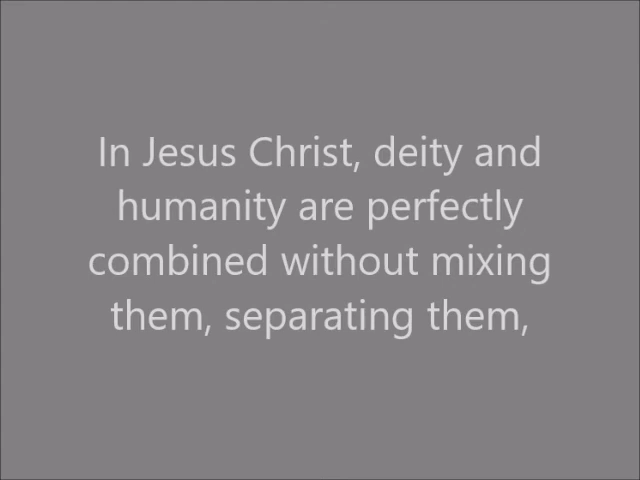 In Jesus Christ, deity and
humanity are perfectly
combined without mixing
them, separating them,